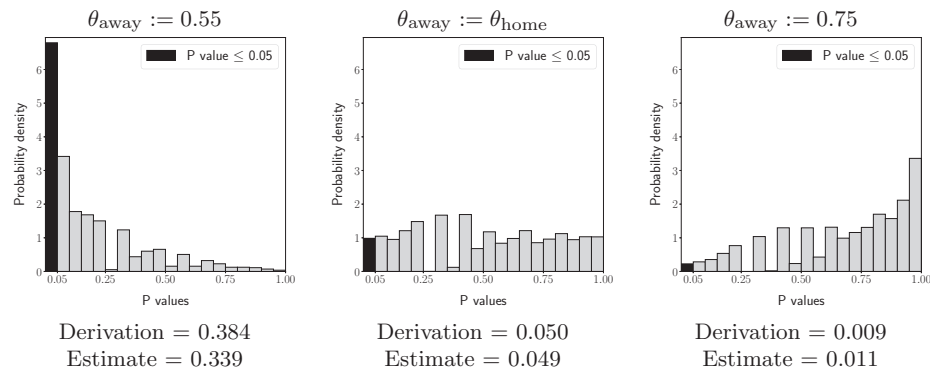 θaway := 0.55
Probability density
6
5
4
3
2
1
0
P value ≤ 0.05
0.05 0.25 0.50 0.75 1.00
P values
Derivation = 0.384
Estimate = 0.339
θaway := θhome
Probability density
6
5
4
3
2
1
0
P value ≤ 0.05
0.05 0.25 0.50 0.75 1.00
P values
Derivation = 0.050
Estimate = 0.049
θaway := 0.75
Probability density
6
5
4
3
2
1
0
P value ≤ 0.05
0.05 0.25 0.50 0.75 1.00
P values
Derivation = 0.009
Estimate = 0.011